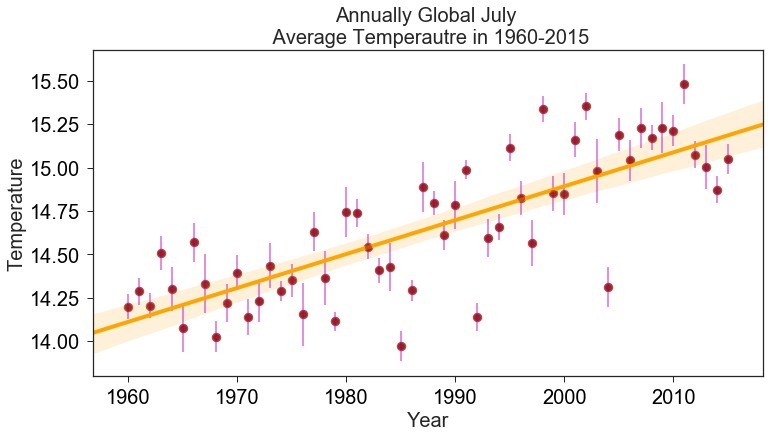 Annually Global July
Average Temperautre in 1960-2015
15.50
15.25
15.00
14.75
14.50
14.25
14.00
Temperature
1960 1970 1980 1990 2000 2010
Year